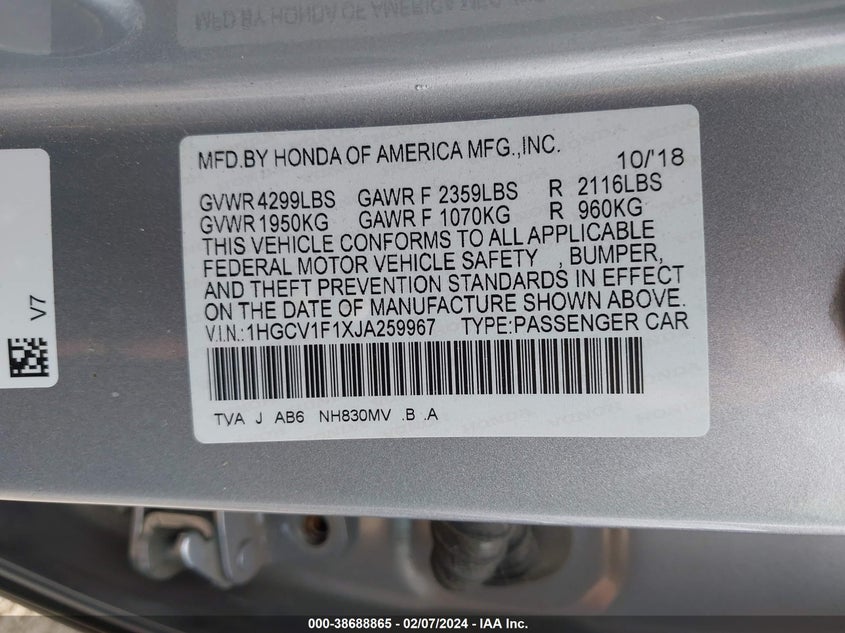 MFD.BY HONDA OF AMERICA MFG.,INC. 10/'18
GVWR 4299LBS GAWR F 2359LBS R 2116LBS
GVWR 1950KG GAWR F 1070KG R 960KG
THIS VEHICLE CONFORMS TO ALL APPLICABLE
FEDERAL MOTOR VEHICLE SAFETY , BUMPER,
AND THEFT PREVENTION STANDARDS IN EFFECT
ON THE DATE OF MANUFACTURE SHOWN ABOVE.
V.I.N.:1HGCV1F1XJA259967 TYPE:PASSENGER CAR
TVA J AB6 NH830MV .B .A
V7
000-38688865 - 02/07/2024 - IAA Inc.